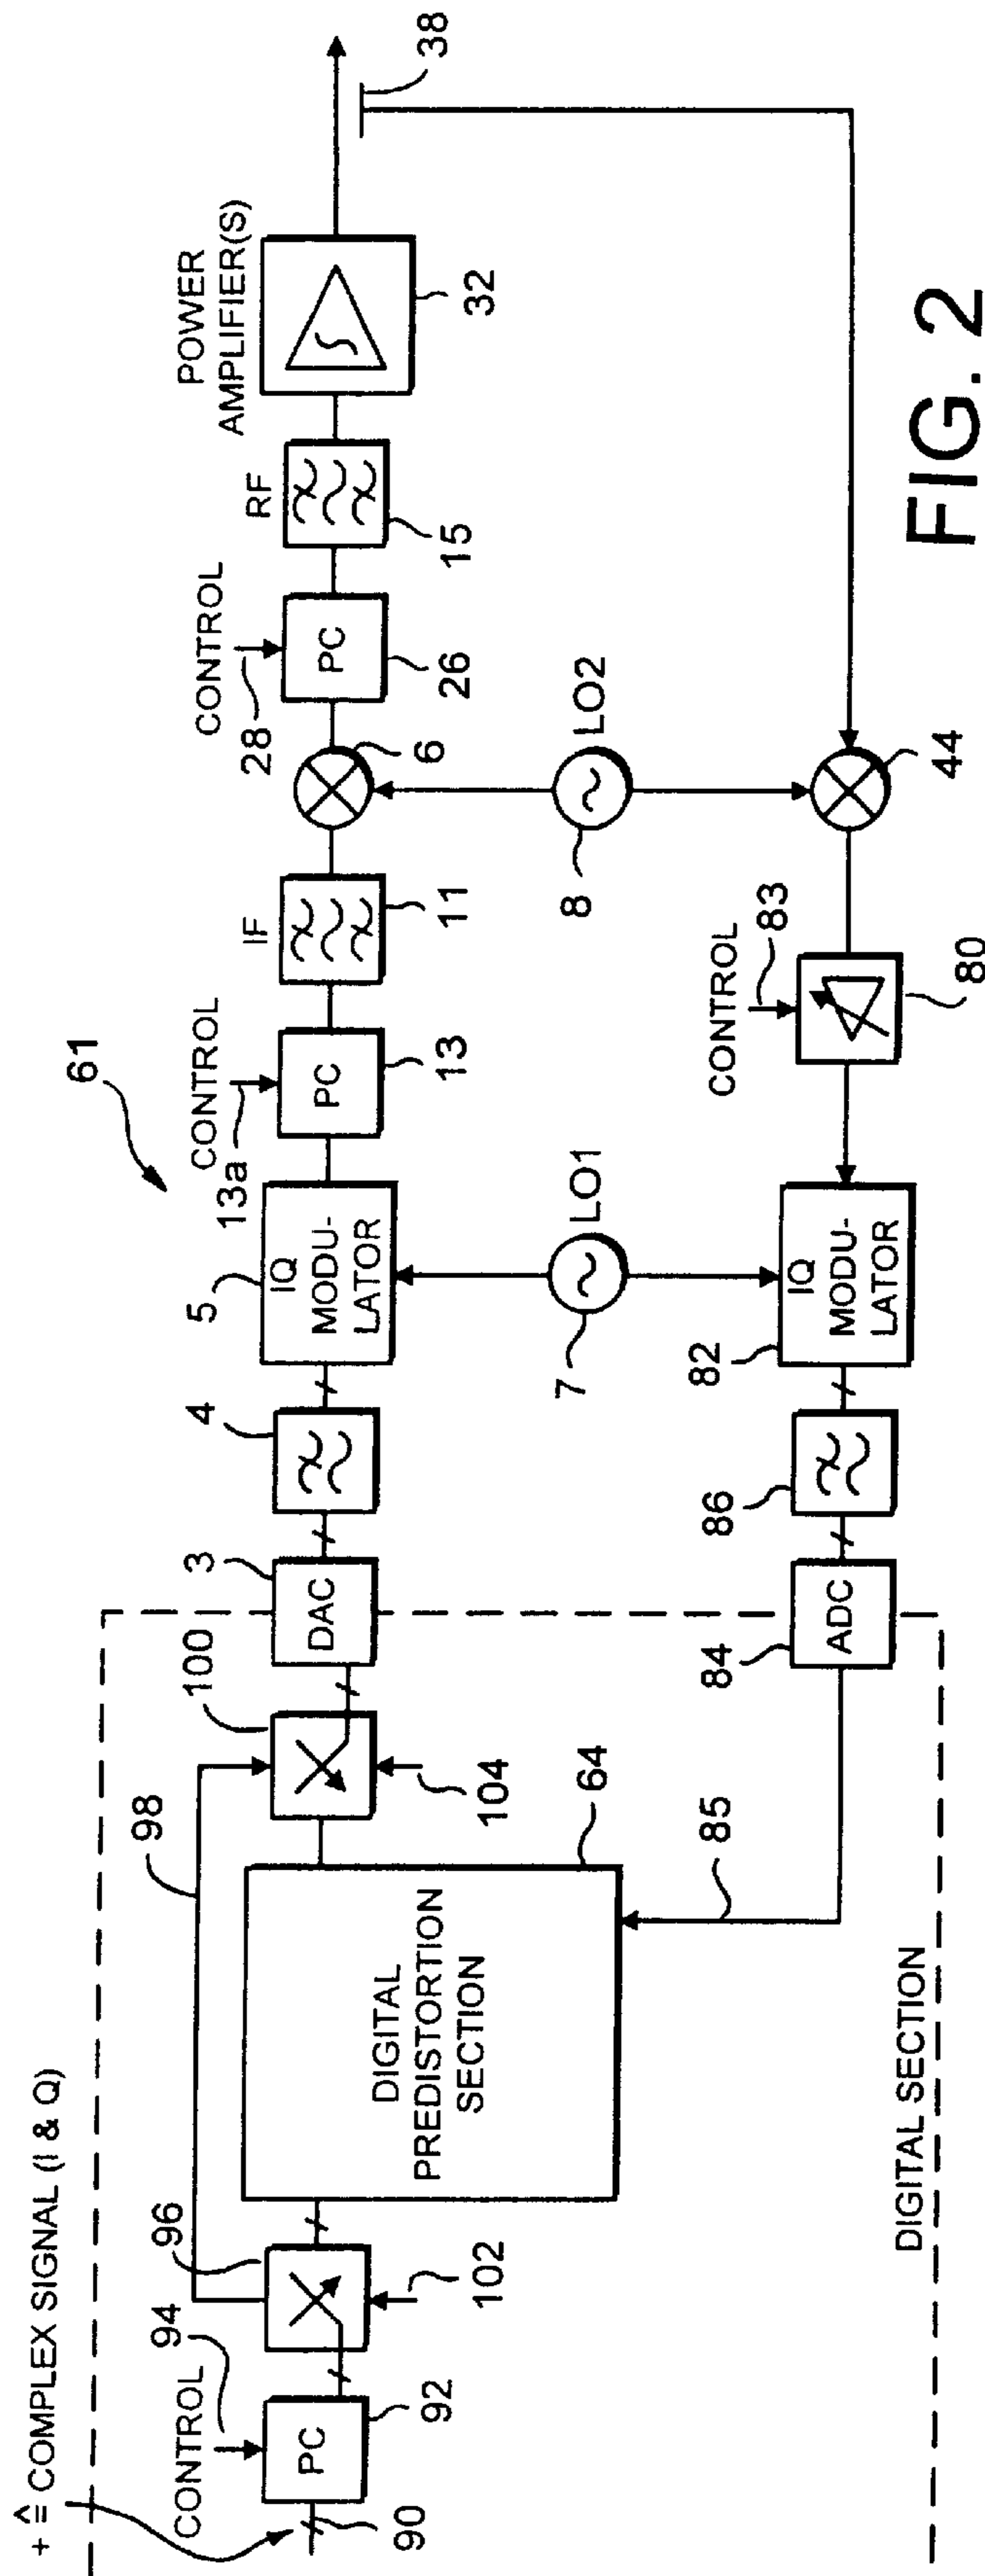 + ≙ COMPLEX SIGNAL (I & Q)
61
CONTROL
94
96
98
100
3
4
5
CONTROL
13a
IF
CONTROL
28
RF
POWER
AMPLIFIER(S)
38
90
PC
92
102
DIGITAL
PREDISTORTION
SECTION
64
104
DAC
IQ
MODU-
LATOR
PC
13
11
6
PC
26
15
32
7
LO1
8
LO2
85
84
ADC
86
82
IQ
MODU-
LATOR
CONTROL
83
80
44
DIGITAL SECTION
FIG. 2